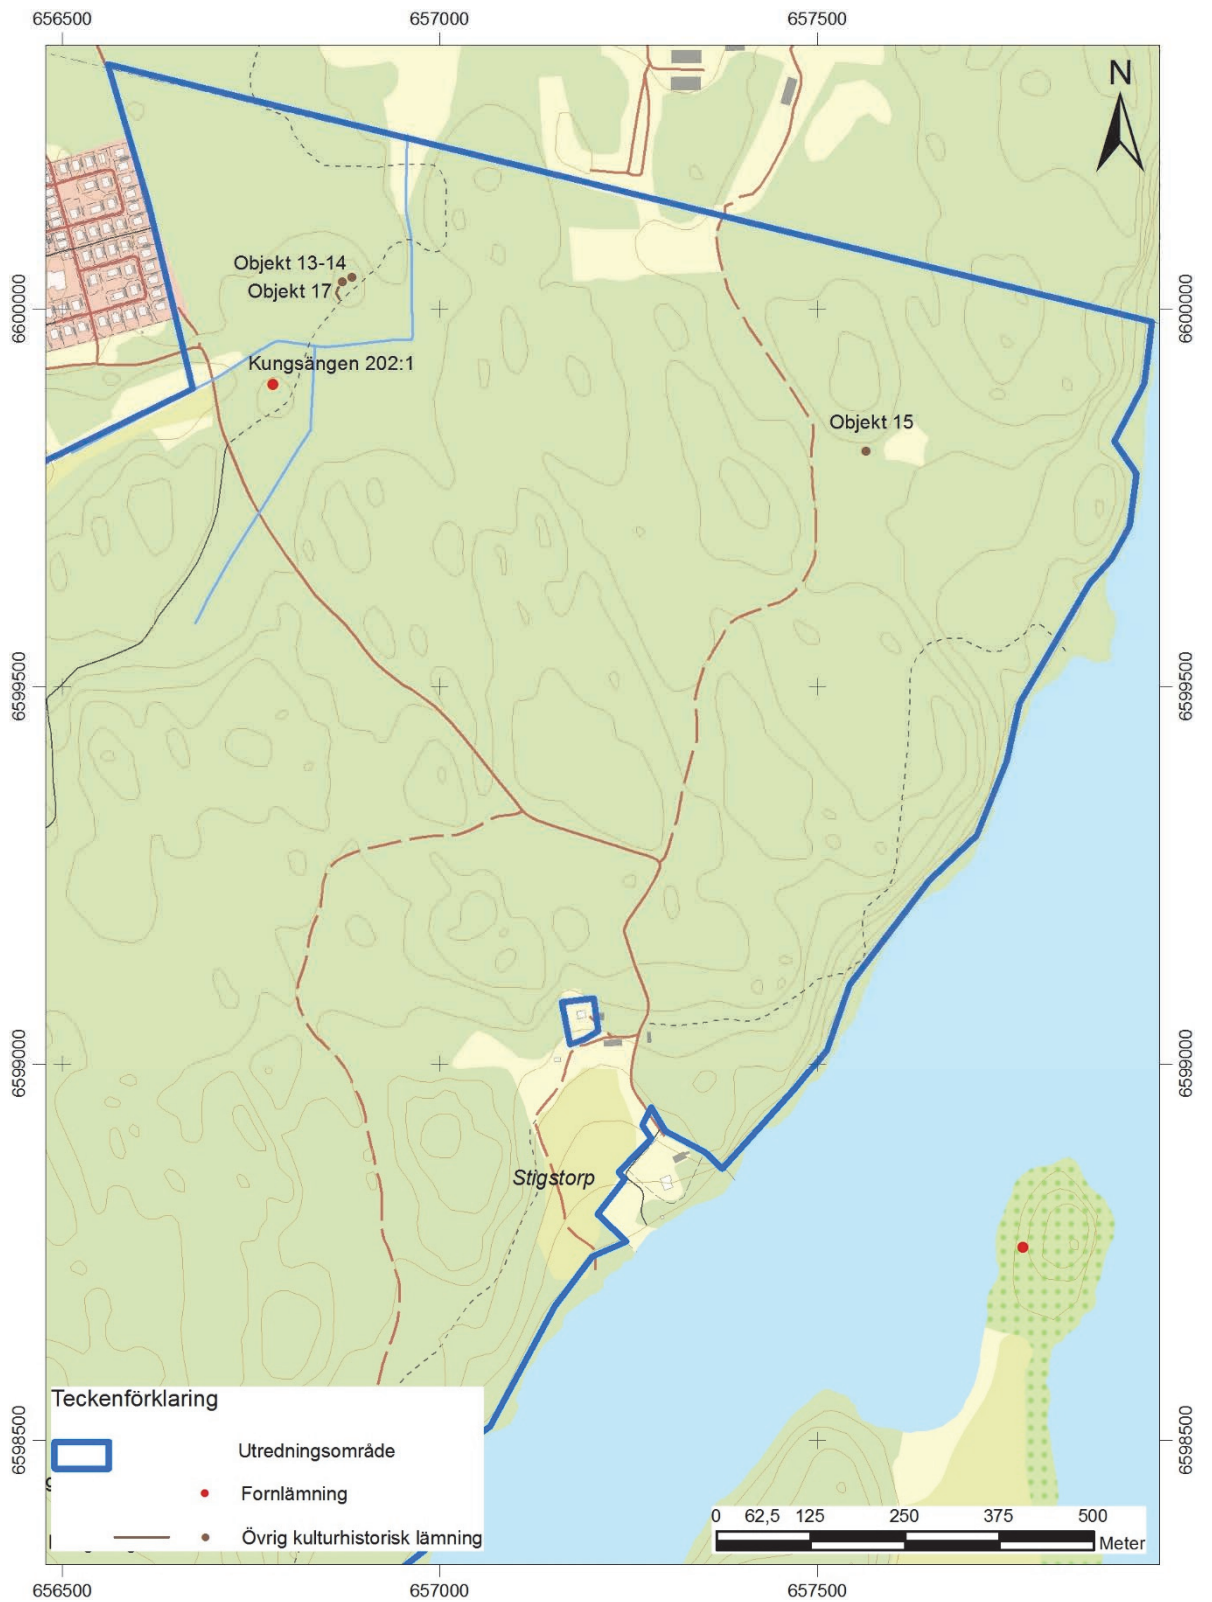 656500 657000 657500
N
Objekt 13-14
Objekt 17
6600000 6600000
Kungsängen 202:1
Objekt 15
6599500 6599500
6599000 6599000
Stigstorp
Teckenförklaring
6598500 6598500
Utredningsområde
Fornlämning
0 62,5 125 250 375 500
Övrig kulturhistorisk lämning
Meter
656500 657000 657500